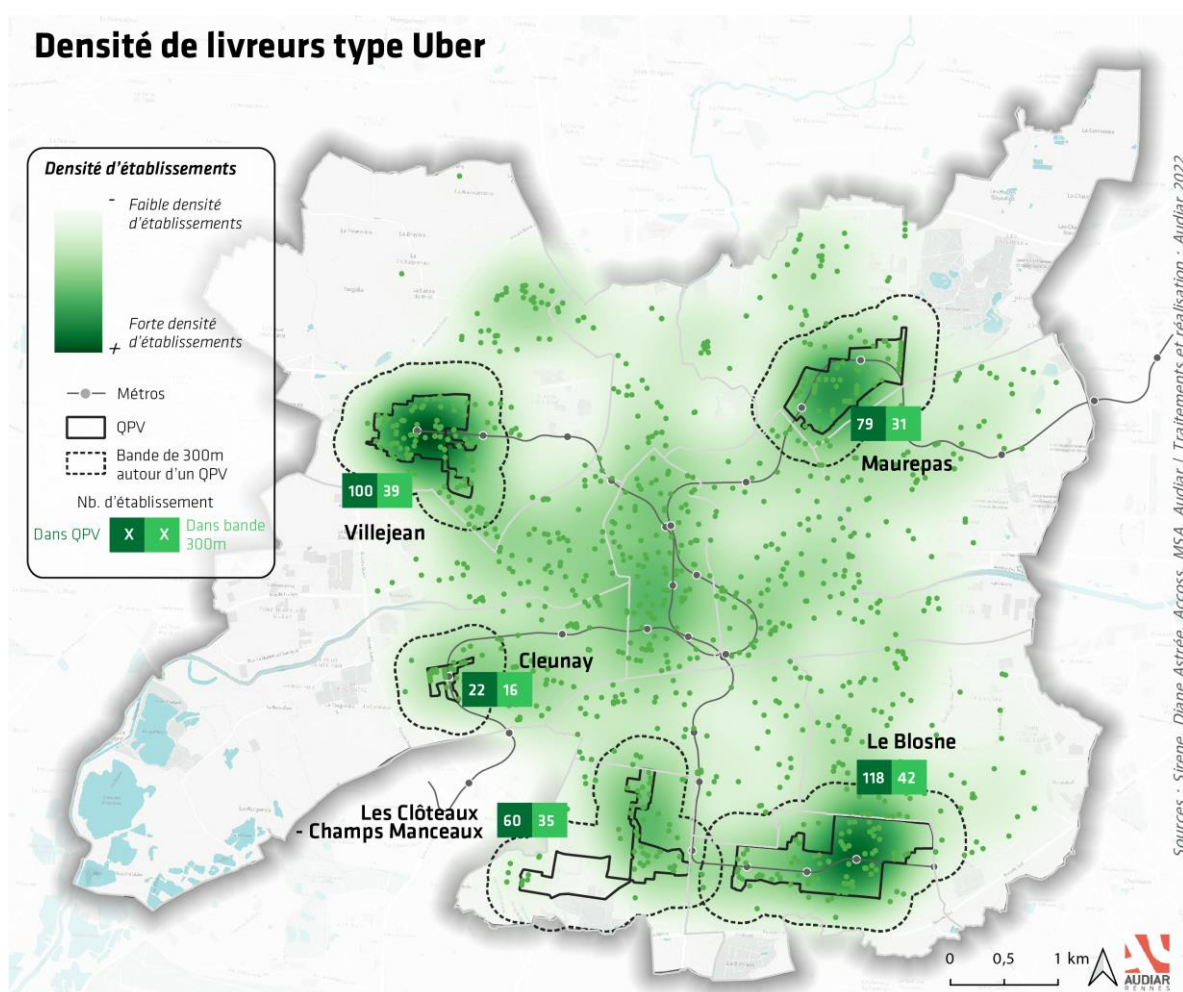 Densité de livreurs type Uber
Densité d'établissements
-
Faible densité
d'établissements
Forte densité
d'établissements
+
Métros
QPV
Bande de 300m
autour d'un QPV
Nb. d'établissement
Dans QPV X X Dans bande
300m
100 39
Villejean
79 31
Maurepas
Cleunay
22 16
Le Blosne
118 42
Les Clôteaux
- Champs Manceaux
60 35
Sources : Sirene, Diane Astrée, Accoss, MSA, Audiar | Traitements et réalisation : Audiar 2022
0 0,5 1 km
AUDIAR
RENNES